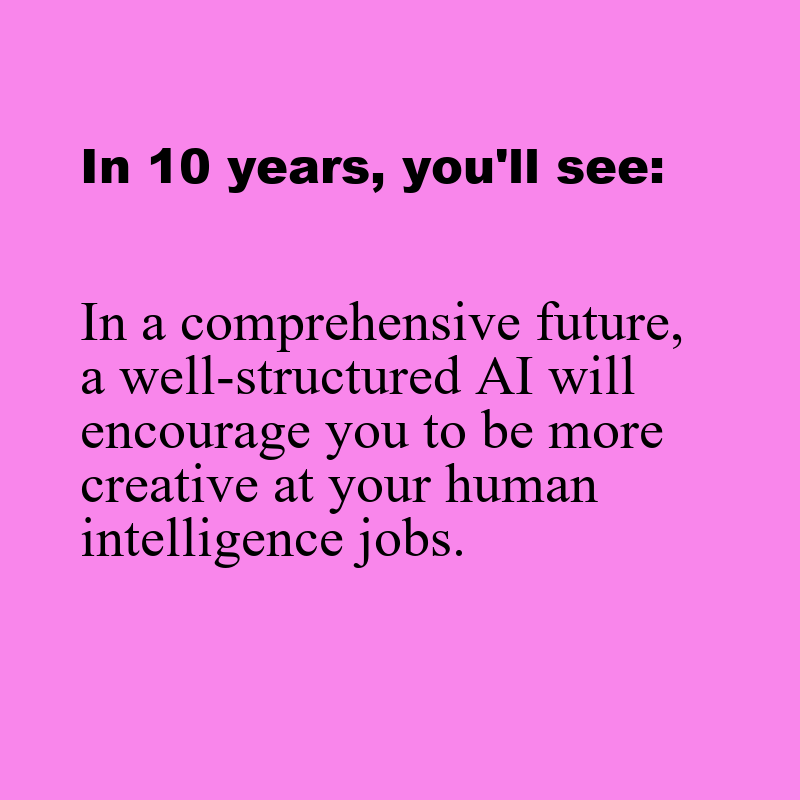 In 10 years, you'll see:
In a comprehensive future,
a well-structured AI will
encourage you to be more
creative at your human
intelligence jobs.